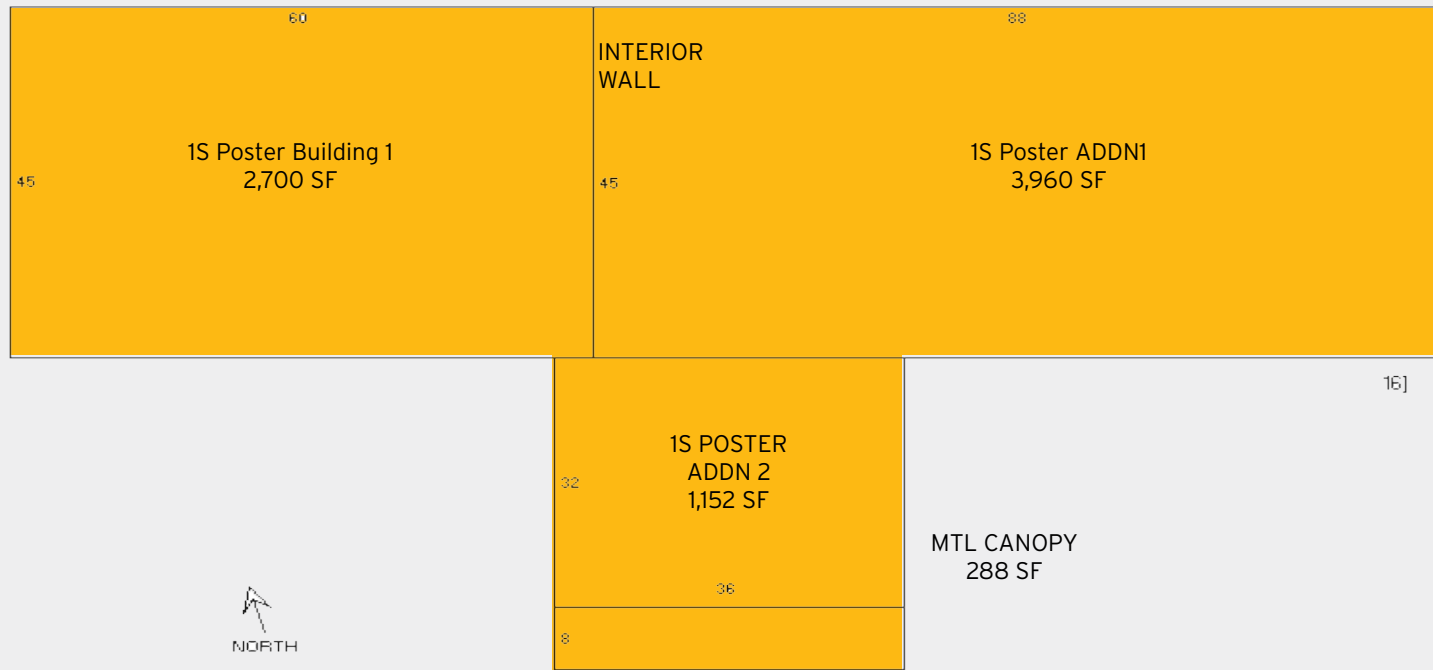 60
88
INTERIOR
WALL
1S Poster Building 1
2,700 SF
1S Poster ADDN1
3,960 SF
45
45
16]
1S POSTER
ADDN 2
1,152 SF
32
MTL CANOPY
288 SF
36
8
NORTH